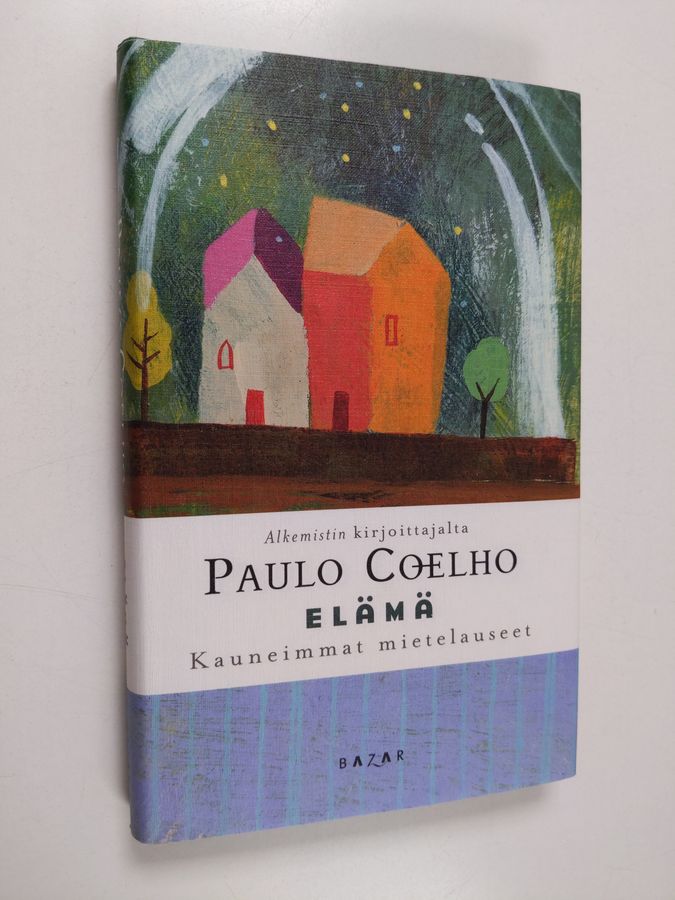 Alkemistin kirjoittajalta
PAULO COELHO
ELÄMÄ
Kauneimmat mietelauseet
BAZAR